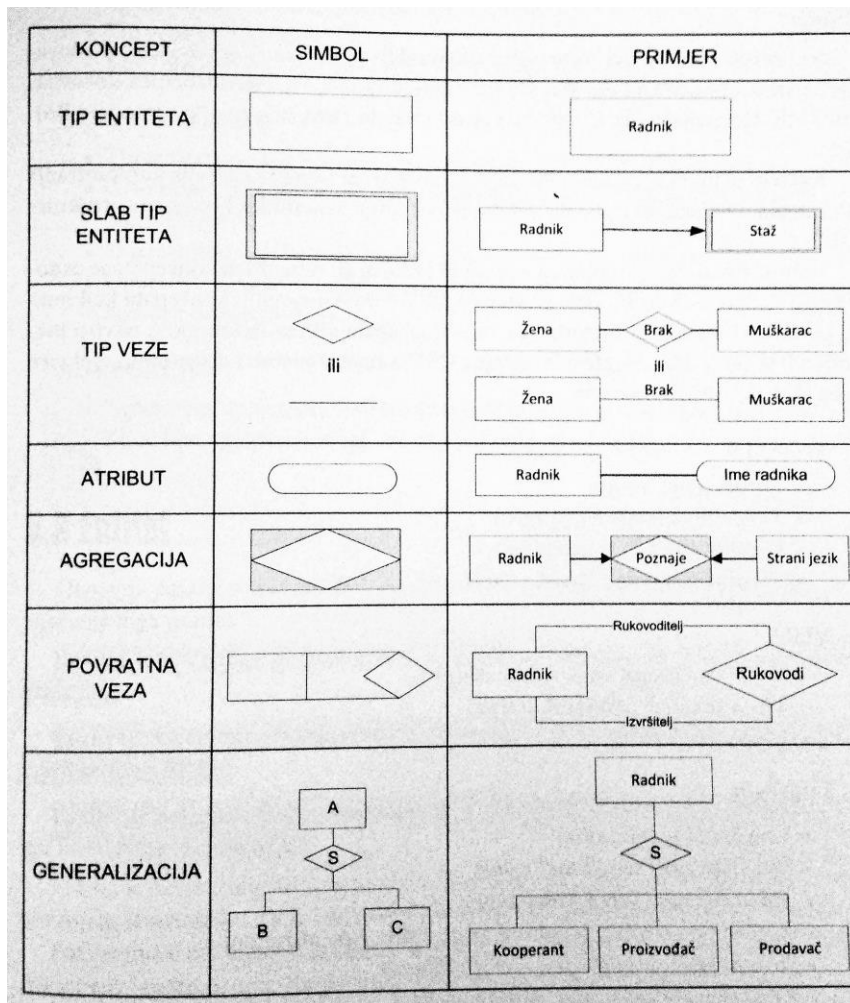 KONCEPT SIMBOL PRIMJER
TIP ENTITETA Radnik
SLAB TIP
ENTITETA Radnik Staž
TIP VEZE
ili
Žena Brak Muškarac
ili
Žena Brak Muškarac
ATRIBUT Radnik Ime radnika
AGREGACIJA Radnik Poznaje Strani jezik
POVRATNA
VEZA
Rukovoditelj
Radnik Rukovodi
Izvršitelj
GENERALIZACIJA
A
S
B C
Radnik
S
Kooperant Proizvođač Prodavač